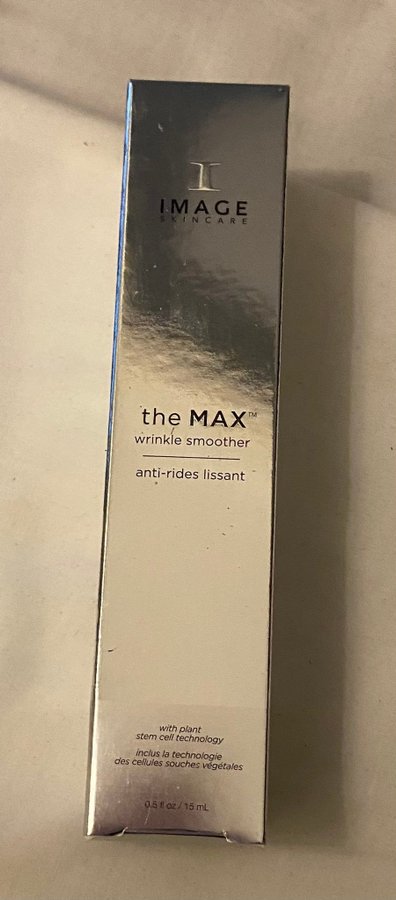 I
IMAGE
SKINCARE
the MAX™
wrinkle smoother
anti-rides lissant
with plant
stem cell technology
inclus la technologie
des cellules souches végétales
0.5 fl oz / 15 mL